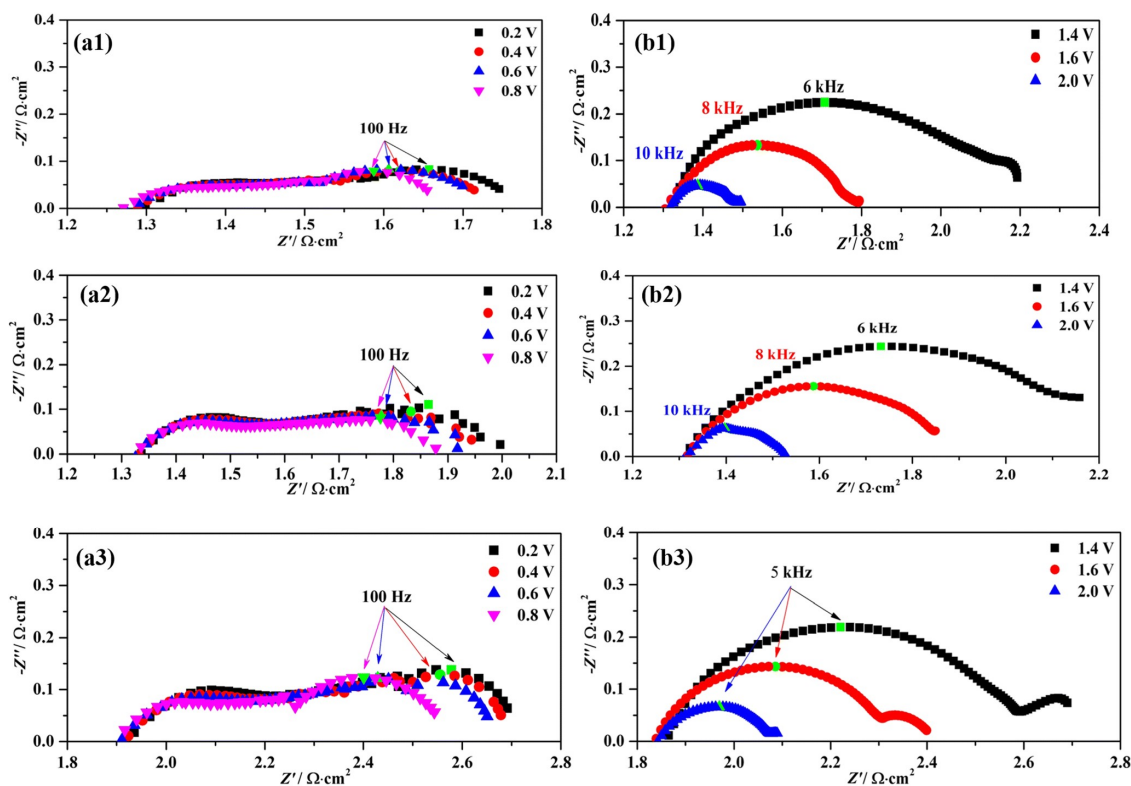 (a1)
0.2 V
0.4 V
0.6 V
0.8 V
100 Hz
-Z''/ Ω·cm²
0.4
0.3
0.2
0.1
0.0
1.2 1.3 1.4 1.5 1.6 1.7 1.8
Z'/ Ω·cm²
(b1)
1.4 V
1.6 V
2.0 V
6 kHz
8 kHz
10 kHz
-Z''/ Ω·cm²
0.4
0.3
0.2
0.1
0.0
1.2 1.4 1.6 1.8 2.0 2.2 2.4
Z'/ Ω·cm²
(a2)
0.2 V
0.4 V
0.6 V
0.8 V
100 Hz
-Z''/ Ω·cm²
0.4
0.3
0.2
0.1
0.0
1.2 1.3 1.4 1.5 1.6 1.7 1.8 1.9 2.0 2.1
Z'/ Ω·cm²
(b2)
1.4 V
1.6 V
2.0 V
6 kHz
8 kHz
10 kHz
-Z''/ Ω·cm²
0.4
0.3
0.2
0.1
0.0
1.2 1.4 1.6 1.8 2.0 2.2
Z'/ Ω·cm²
(a3)
0.2 V
0.4 V
0.6 V
0.8 V
100 Hz
-Z''/ Ω·cm²
0.4
0.3
0.2
0.1
0.0
1.8 2.0 2.2 2.4 2.6 2.8
Z'/ Ω·cm²
(b3)
1.4 V
1.6 V
2.0 V
5 kHz
-Z''/ Ω·cm²
0.4
0.3
0.2
0.1
0.0
1.8 2.0 2.2 2.4 2.6 2.8
Z'/ Ω·cm²